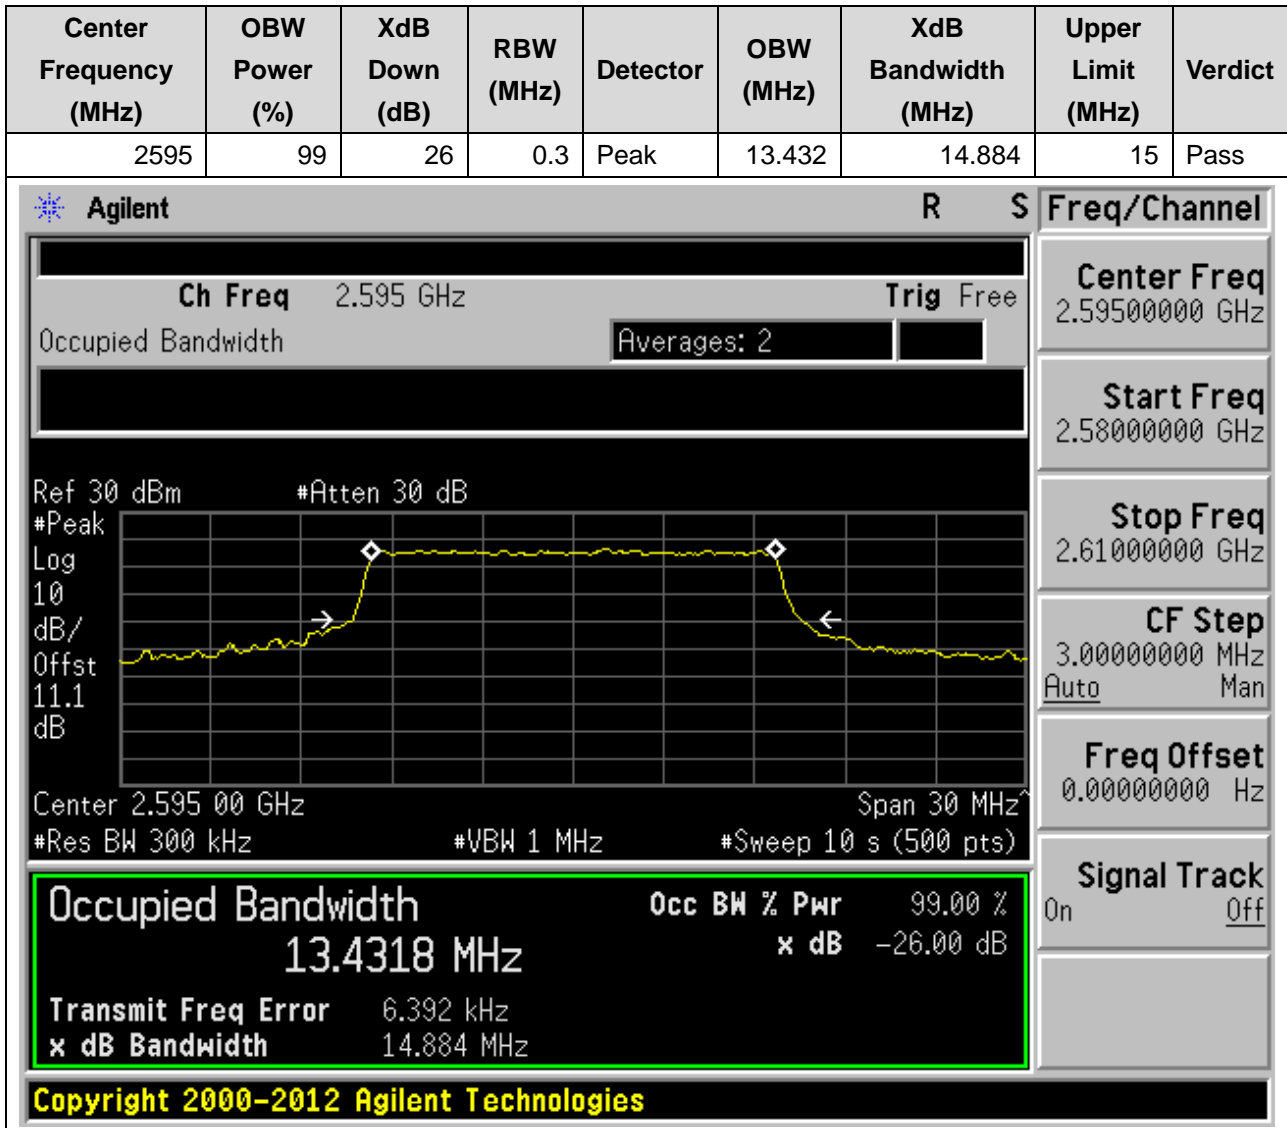 Center Frequency (MHz) OBW Power (%) XdB Down (dB) RBW (MHz) Detector OBW (MHz) XdB Bandwidth (MHz) Upper Limit (MHz) Verdict
2595 99 26 0.3 Peak 13.432 14.884 15 Pass
Agilent R S Freq/Channel
Ch Freq 2.595 GHz Trig Free
Occupied Bandwidth Averages: 2
Center Freq
2.59500000 GHz
Start Freq
2.58000000 GHz
Stop Freq
2.61000000 GHz
CF Step
3.00000000 MHz
Auto Man
Freq Offset
0.00000000 Hz
Signal Track
On Off
Ref 30 dBm #Atten 30 dB
#Peak
Log
10
dB/
Offst
11.1
dB
Center 2.595 00 GHz Span 30 MHz^
#Res BW 300 kHz #VBW 1 MHz #Sweep 10 s (500 pts)
Occupied Bandwidth Occ BW % Pwr 99.00 %
13.4318 MHz x dB -26.00 dB
Transmit Freq Error 6.392 kHz
x dB Bandwidth 14.884 MHz
Copyright 2000-2012 Agilent Technologies